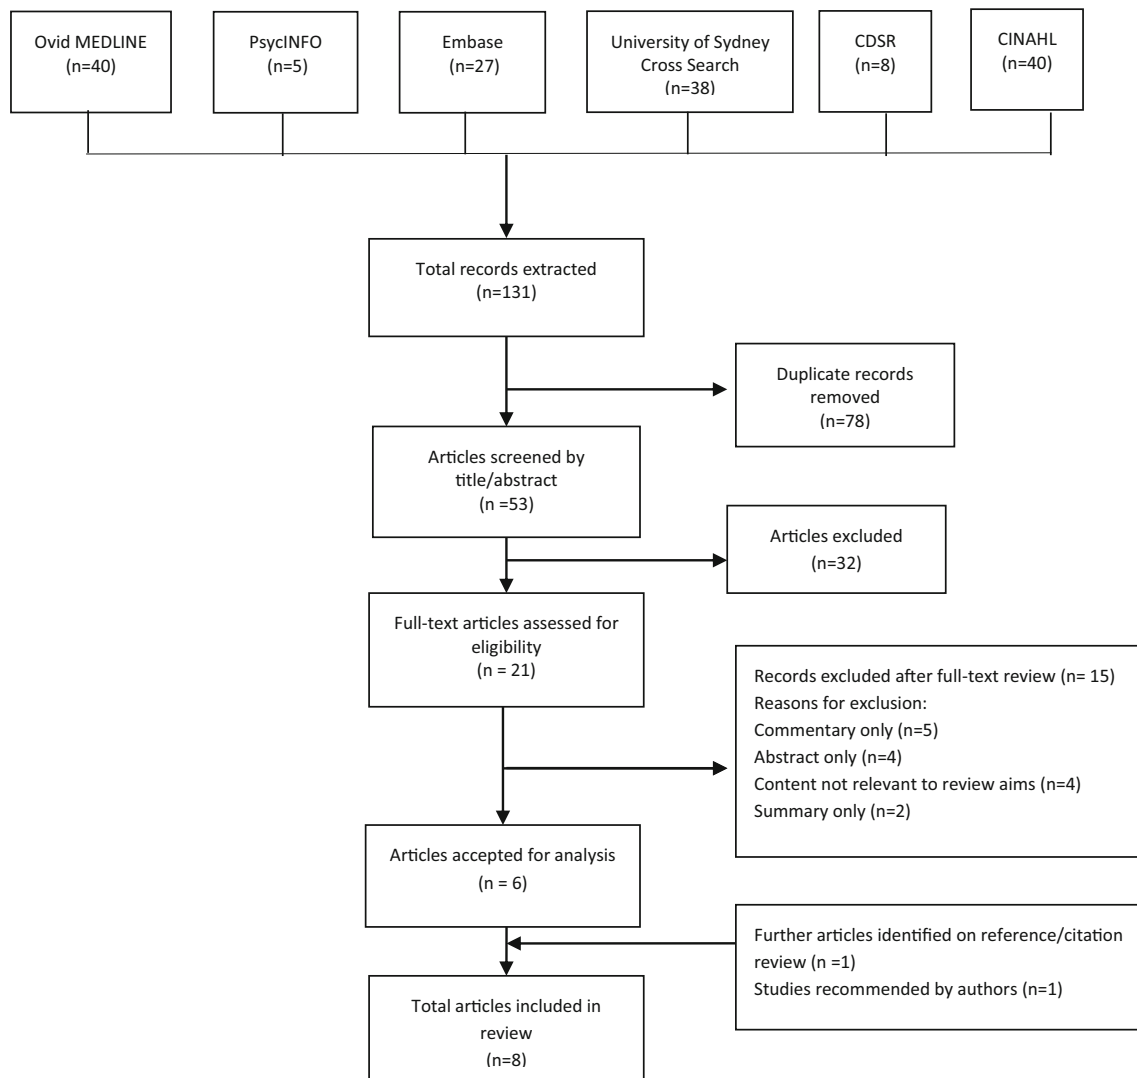 Ovid MEDLINE
(n=40)
PsycINFO
(n=5)
Embase
(n=27)
University of Sydney
Cross Search
(n=38)
CDSR
(n=8)
CINAHL
(n=40)
Total records extracted
(n=131)
Duplicate records
removed
(n=78)
Articles screened by
title/abstract
(n =53)
Articles excluded
(n=32)
Full-text articles assessed for
eligibility
(n = 21)
Records excluded after full-text review (n= 15)
Reasons for exclusion:
Commentary only (n=5)
Abstract only (n=4)
Content not relevant to review aims (n=4)
Summary only (n=2)
Articles accepted for analysis
(n = 6)
Further articles identified on reference/citation
review (n =1)
Studies recommended by authors (n=1)
Total articles included in
review
(n=8)